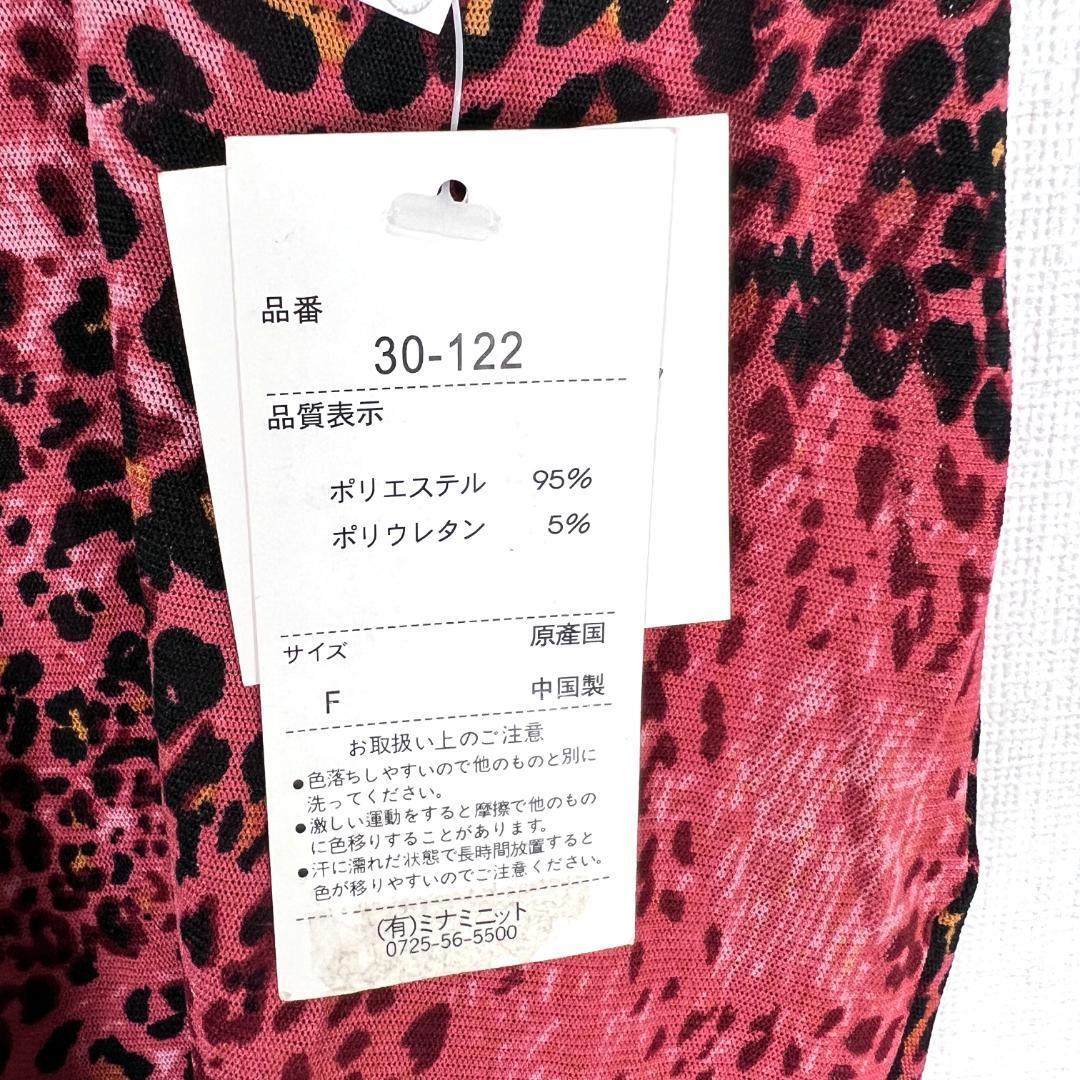 品番
30-122
品質表示
ポリエステル 95%
ポリウレタン 5%
サイズ 原産国
F 中国製
お取扱い上のご注意
●色落ちしやすいので他のものと別に
洗ってください。
●激しい運動をすると摩擦で他のもの
に色移りすることがあります。
●汗に濡れた状態で長時間放置すると
色が移りやすいのでご注意ください。
(有)ミナミニット
0725-56-5500